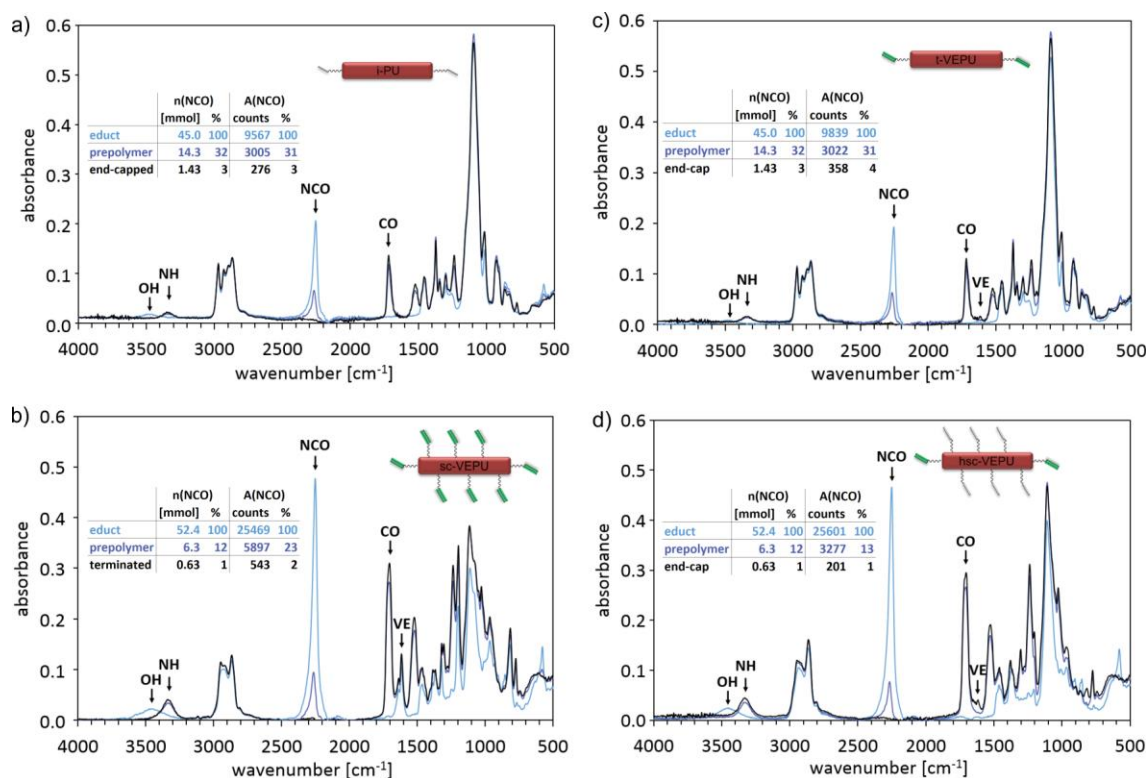 a)
0.6
0.5
0.4
0.3
0.2
0.1
0.0
absorbance
i-PU
n(NCO) A(NCO)
[mmol] % counts %
educt 45.0 100 9567 100
prepolymer 14.3 32 3005 31
end-capped 1.43 3 276 3
OH
NH
NCO
CO
4000 3500 3000 2500 2000 1500 1000 500
wavenumber [cm-1]
c)
0.6
0.5
0.4
0.3
0.2
0.1
0.0
absorbance
t-VEPU
n(NCO) A(NCO)
[mmol] % counts %
educt 45.0 100 9839 100
prepolymer 14.3 32 3022 31
end-cap 1.43 3 358 4
OH
NH
NCO
CO
VE
4000 3500 3000 2500 2000 1500 1000 500
wavenumber [cm-1]
b)
0.6
0.5
0.4
0.3
0.2
0.1
0.0
absorbance
sc-VEPU
n(NCO) A(NCO)
[mmol] % counts %
educt 52.4 100 25469 100
prepolymer 6.3 12 5897 23
terminated 0.63 1 543 2
OH
NH
NCO
CO
VE
4000 3500 3000 2500 2000 1500 1000 500
wavenumber [cm-1]
d)
0.6
0.5
0.4
0.3
0.2
0.1
0.0
absorbance
hsc-VEPU
n(NCO) A(NCO)
[mmol] % counts %
educt 52.4 100 25601 100
prepolymer 6.3 12 3277 13
end-cap 0.63 1 201 1
OH
NH
NCO
CO
VE
4000 3500 3000 2500 2000 1500 1000 500
wavenumber [cm-1]